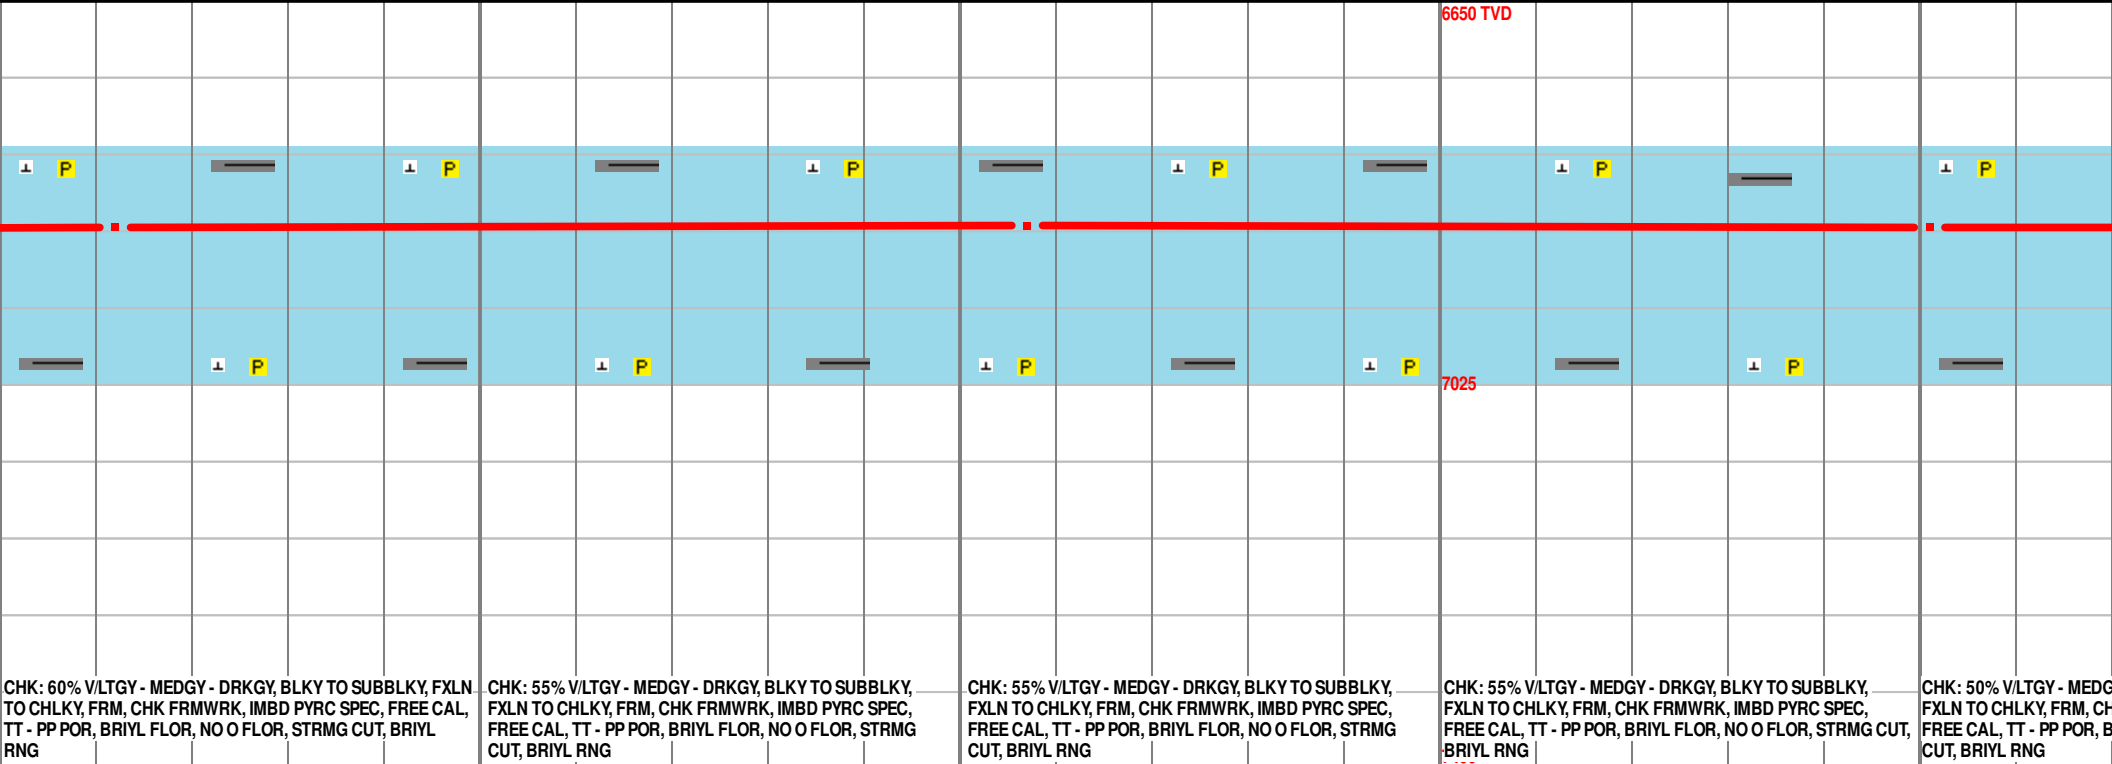 6650 TVD
P P P P P
P P P P P
7025
CHK: 60% V/LTGY - MEDGY - DRKGY, BLKY TO SUBBLKY, FXLN
TO CHLKY, FRM, CHK FRMWRK, IMBD PYRC SPEC, FREE CAL,
TT - PP POR, BRIYL FLOR, NO O FLOR, STRMG CUT, BRIYL
RNG
CHK: 55% V/LTGY - MEDGY - DRKGY, BLKY TO SUBBLKY,
FXLN TO CHLKY, FRM, CHK FRMWRK, IMBD PYRC SPEC,
FREE CAL, TT - PP POR, BRIYL FLOR, NO O FLOR, STRMG
CUT, BRIYL RNG
CHK: 55% V/LTGY - MEDGY - DRKGY, BLKY TO SUBBLKY,
FXLN TO CHLKY, FRM, CHK FRMWRK, IMBD PYRC SPEC,
FREE CAL, TT - PP POR, BRIYL FLOR, NO O FLOR, STRMG
CUT, BRIYL RNG
CHK: 55% V/LTGY - MEDGY - DRKGY, BLKY TO SUBBLKY,
FXLN TO CHLKY, FRM, CHK FRMWRK, IMBD PYRC SPEC,
FREE CAL, TT - PP POR, BRIYL FLOR, NO O FLOR, STRMG CUT,
BRIYL RNG
CHK: 50% V/LTGY - MEDG
FXLN TO CHLKY, FRM, CH
FREE CAL, TT - PP POR, B
CUT, BRIYL RNG